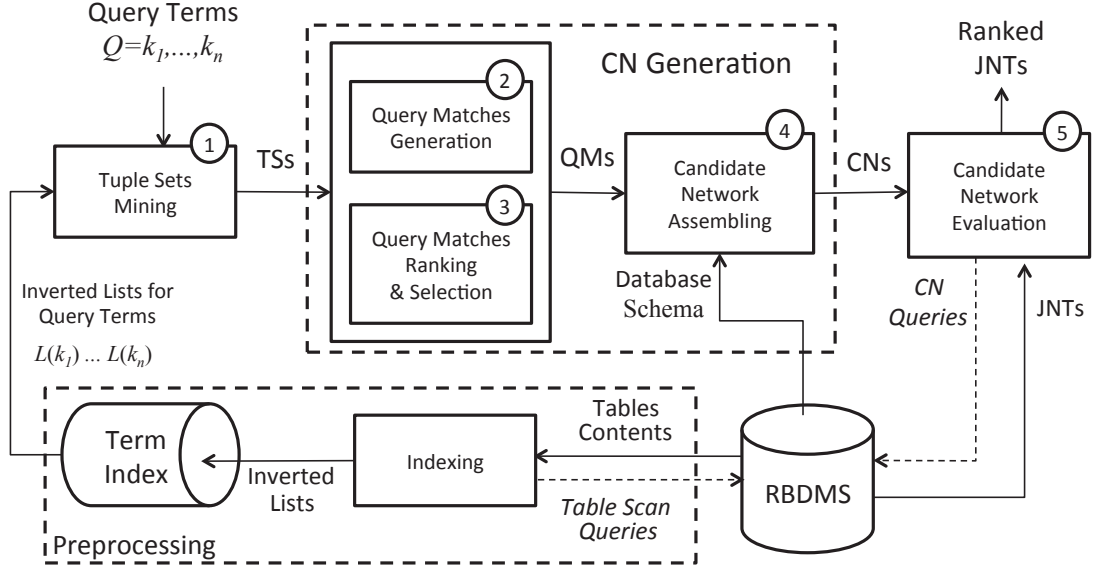 Query Terms
Q=k1,...,kn
1
Tuple Sets
Mining
TSs
CN Generation
2
Query Matches
Generation
3
Query Matches
Ranking
& Selection
QMs
4
Candidate
Network
Assembling
CNs
Ranked
JNTs
5
Candidate
Network
Evaluation
Inverted Lists for
Query Terms
L(k1) ... L(kn)
Database
Schema
CN
Queries
JNTs
Term
Index
Inverted
Lists
Indexing
Tables
Contents
Table Scan
Queries
RBDMS
Preprocessing